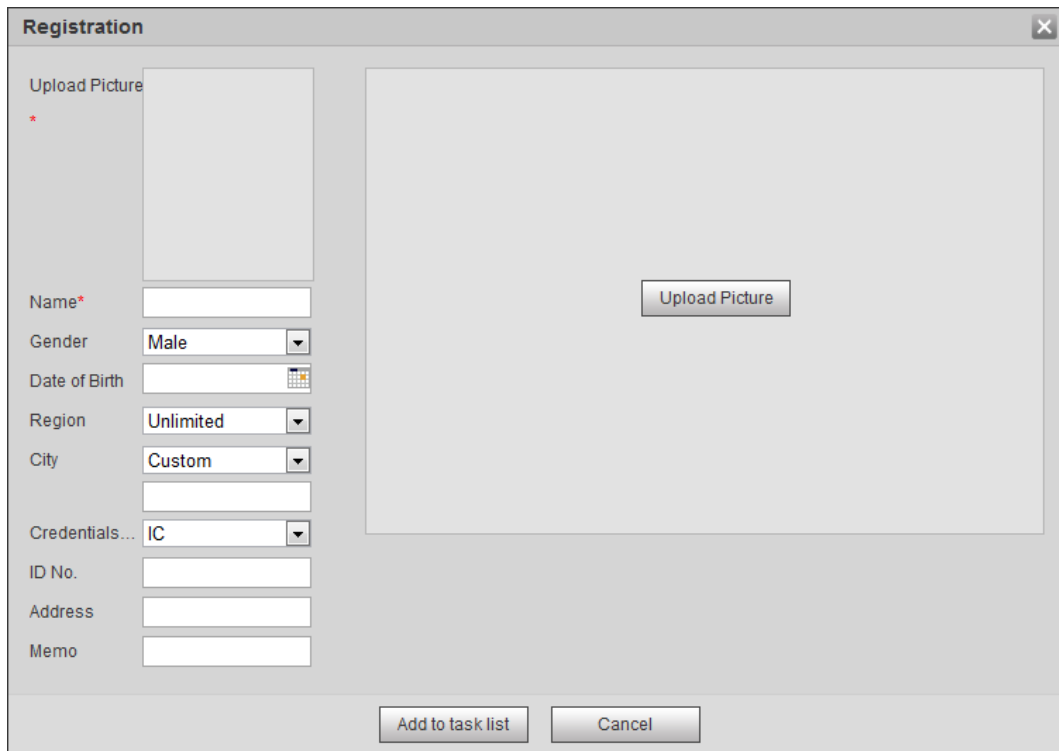 Registration
Upload Picture
*
Upload Picture
Name*
Gender Male
Date of Birth
Region Unlimited
City Custom
Credentials... IC
ID No.
Address
Memo
Add to task list Cancel